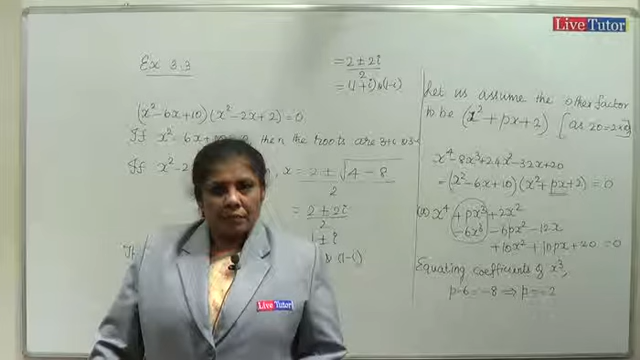 Live Tutor
Ex 3.3
(x²-6x+10)(x²-2x+2)=0
If x²-6x+ then the roots are 3+i
If x²-2 x = 2 ± √4-8 / 2
= 2 ± 2i / 2
1 ± i
(1-i)
= 2 ± 2i / 2
= (1+i) (1-i)
Let us assume the other factor
to be (x²+px+2) [as 20=2×10]
x⁴-8x³+24x²-32x+20
=(x²-6x+10)(x²+px+2)=0
x⁴+px³+2x²
-6x³-6px²-12x
+10x²+10px+20=0
Equating coefficients of x³,
p-6=-8 ⇒ p=-2
Live Tutor